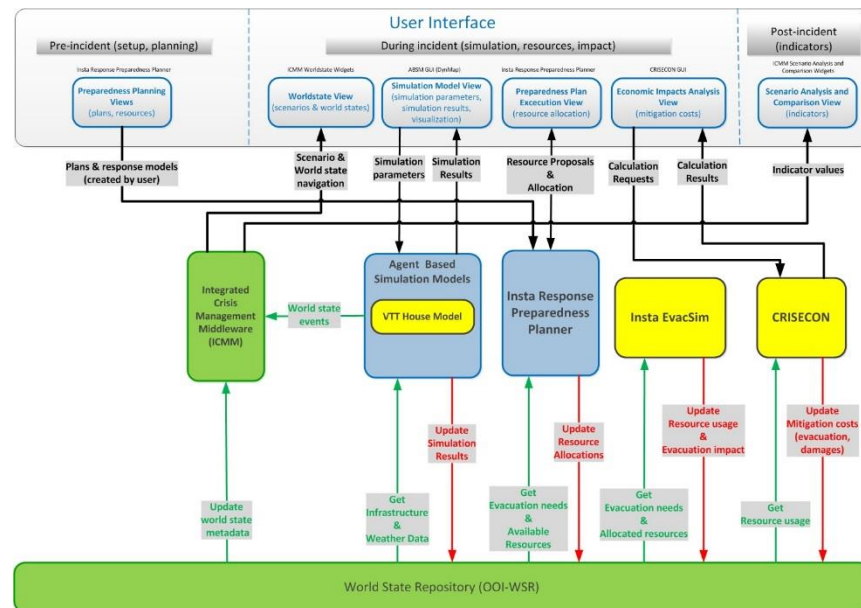 User Interface
Pre-incident (setup, planning)
During incident (simulation, resources, impact)
Post-incident
(indicators)
Insta Response Preparedness Planner
ICMM Worldstate Widgets
ABSM GUI (DynMap)
Insta Response Preparedness Planner
CRISECON GUI
ICMM Scenario Analysis and
Comparison Widgets
Preparedness Planning
Views
(plans, resources)
Worldstate View
(scenarios & world states)
Simulation Model View
(simulation parameters,
simulation results,
visualization)
Preparedness Plan
Excecution View
(resource allocation)
Economic Impacts Analysis
View
(mitigation costs)
Scenario Analysis and
Comparison View
(indicators)
Plans & response models
(created by user)
Scenario &
World state
navigation
Simulation
parameters
Simulation
Results
Resource Proposals
&
Allocation
Calculation
Requests
Calculation
Results
Indicator values
Integrated
Crisis
Management
Middleware
(ICMM)
World state
events
Agent Based
Simulation Models
VTT House Model
Insta Response
Preparedness
Planner
Insta EvacSim
CRISECON
Update
world state
metadata
Get
Infrastructure
&
Weather Data
Update
Simulation
Results
Get
Evacuation needs
&
Available
Resources
Update
Resource
Allocations
Get
Evacuation needs
&
Allocated resources
Update
Resource usage
&
Evacuation impact
Get
Resource usage
Update
Mitigation costs
(evacuation,
damages)
World State Repository (OOI-WSR)